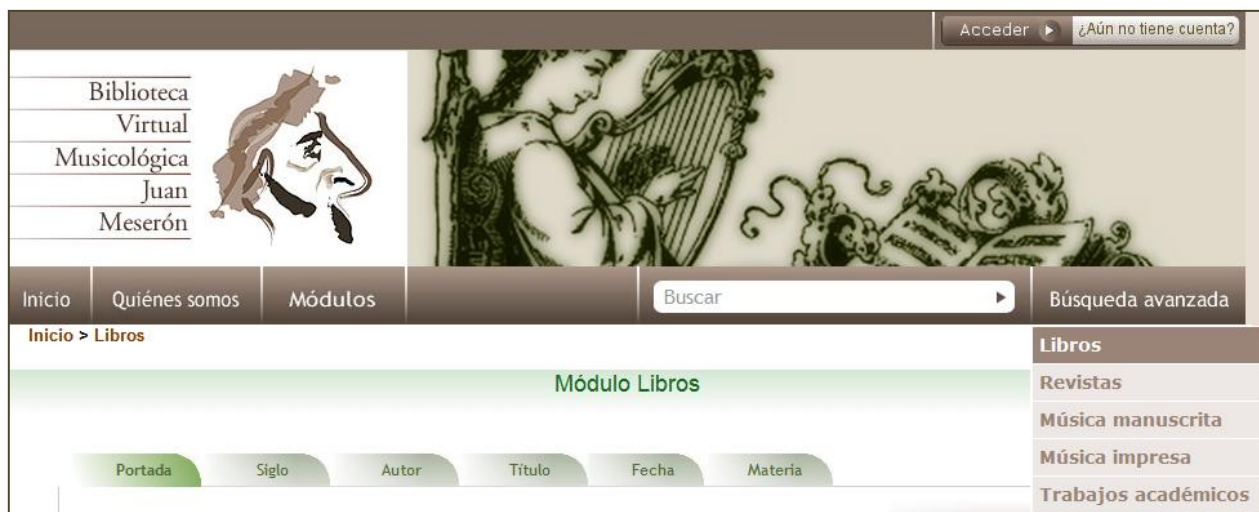 Acceder ¿Aún no tiene cuenta?
Biblioteca
Virtual
Musicológica
Juan
Meserón
Inicio Quiénes somos Módulos Buscar Búsqueda avanzada
Inicio > Libros
Módulo Libros
Portada Siglo Autor Título Fecha Materia
Libros
Revistas
Música manuscrita
Música impresa
Trabajos académicos